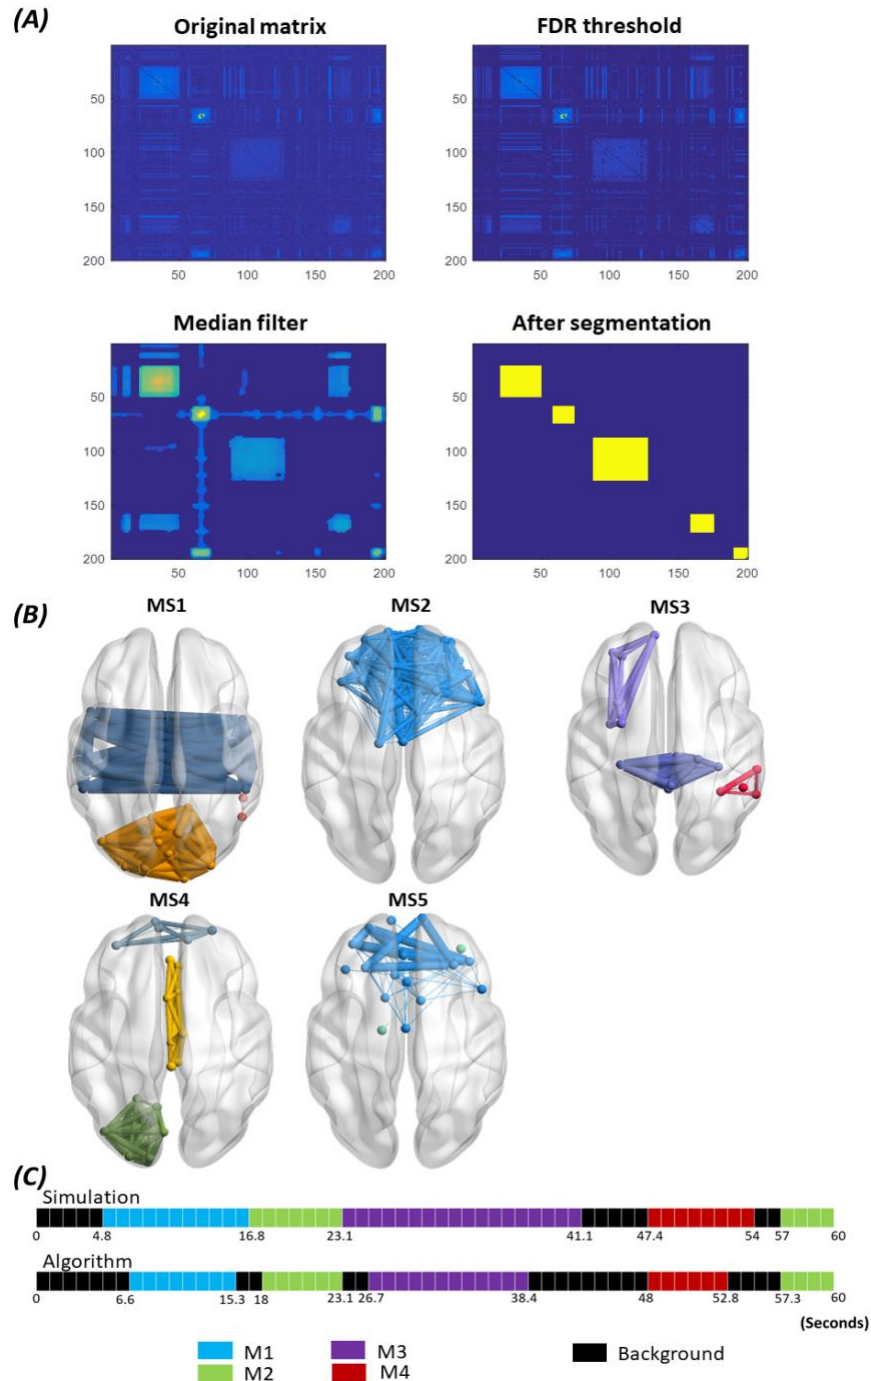 (A)
Original matrix
FDR threshold
50
100
150
200
50 100 150 200
50
100
150
200
50 100 150 200
Median filter
After segmentation
50
100
150
200
50 100 150 200
50
100
150
200
50 100 150 200
(B)
MS1
MS2
MS3
MS4
MS5
(C)
Simulation
0 4.8 16.8 23.1 41.1 47.4 54 57 60
Algorithm
0 6.6 15.3 18 23.1 26.7 38.4 48 52.8 57.3 60
(Seconds)
M1 M3 Background
M2 M4